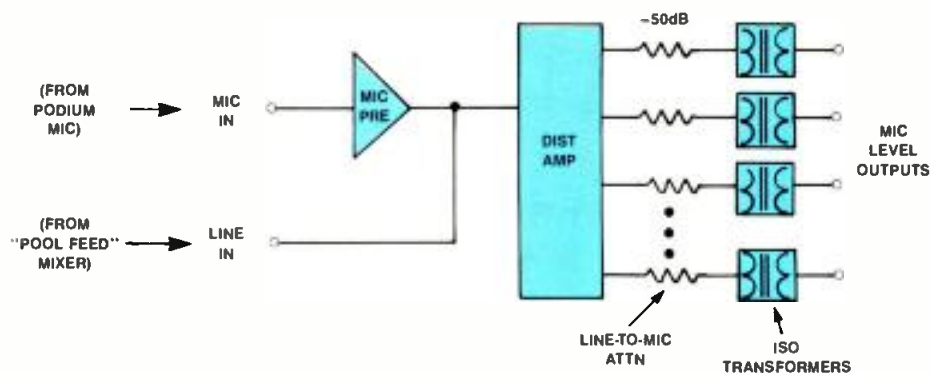 -50dB
(FROM
PODIUM
MIC)
MIC
IN
MIC
PRE
DIST
AMP
MIC
LEVEL
OUTPUTS
(FROM
"POOL FEED"
MIXER)
LINE
IN
LINE-TO-MIC
ATTN
ISO
TRANSFORMERS